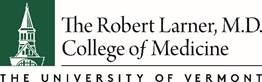 The Robert Larner, M.D.
College of Medicine
THE UNIVERSITY OF VERMONT